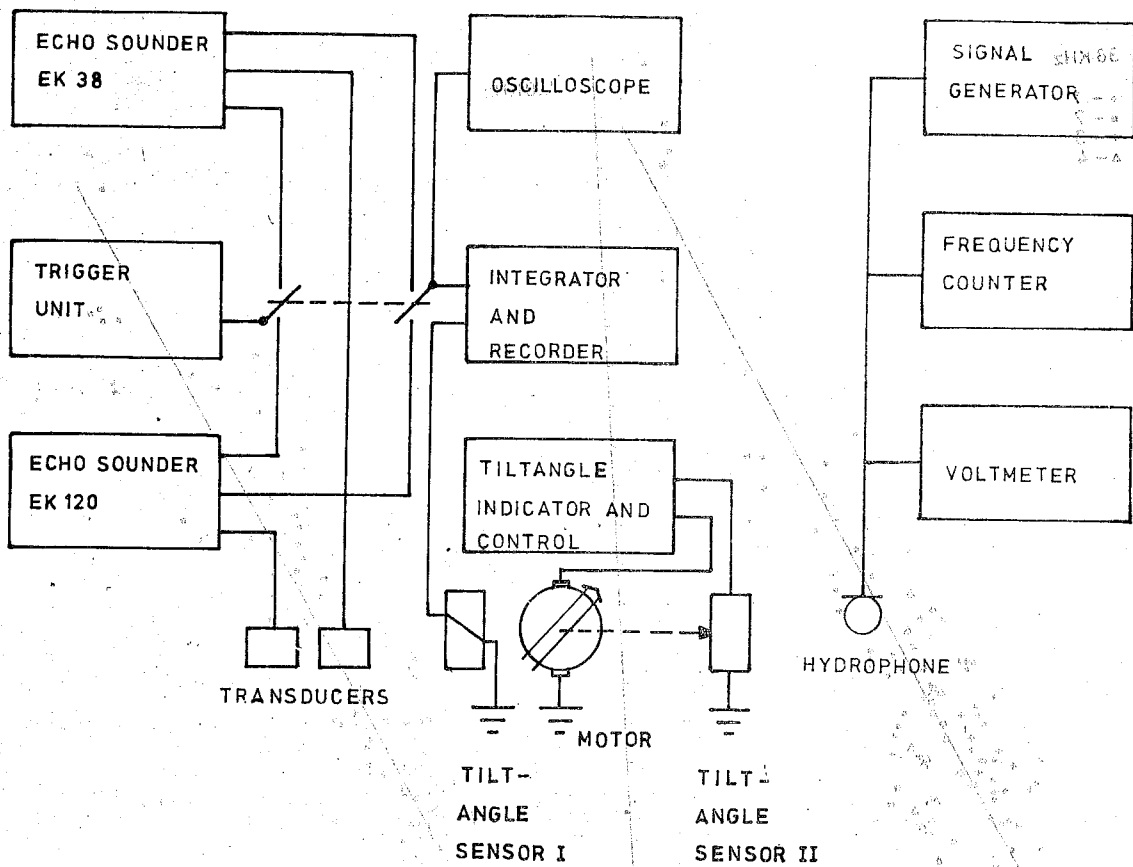 ECHO SOUNDER
EK 38
OSCILLOSCOPE
SIGNAL
GENERATOR
TRIGGER
UNIT
INTEGRATOR
AND
RECORDER
FREQUENCY
COUNTER
ECHO SOUNDER
EK 120
TILTANGLE
INDICATOR AND
CONTROL
VOLTMETER
TRANSDUCERS
MOTOR
HYDROPHONE
TILT-
ANGLE
SENSOR I
TILT-
ANGLE
SENSOR II